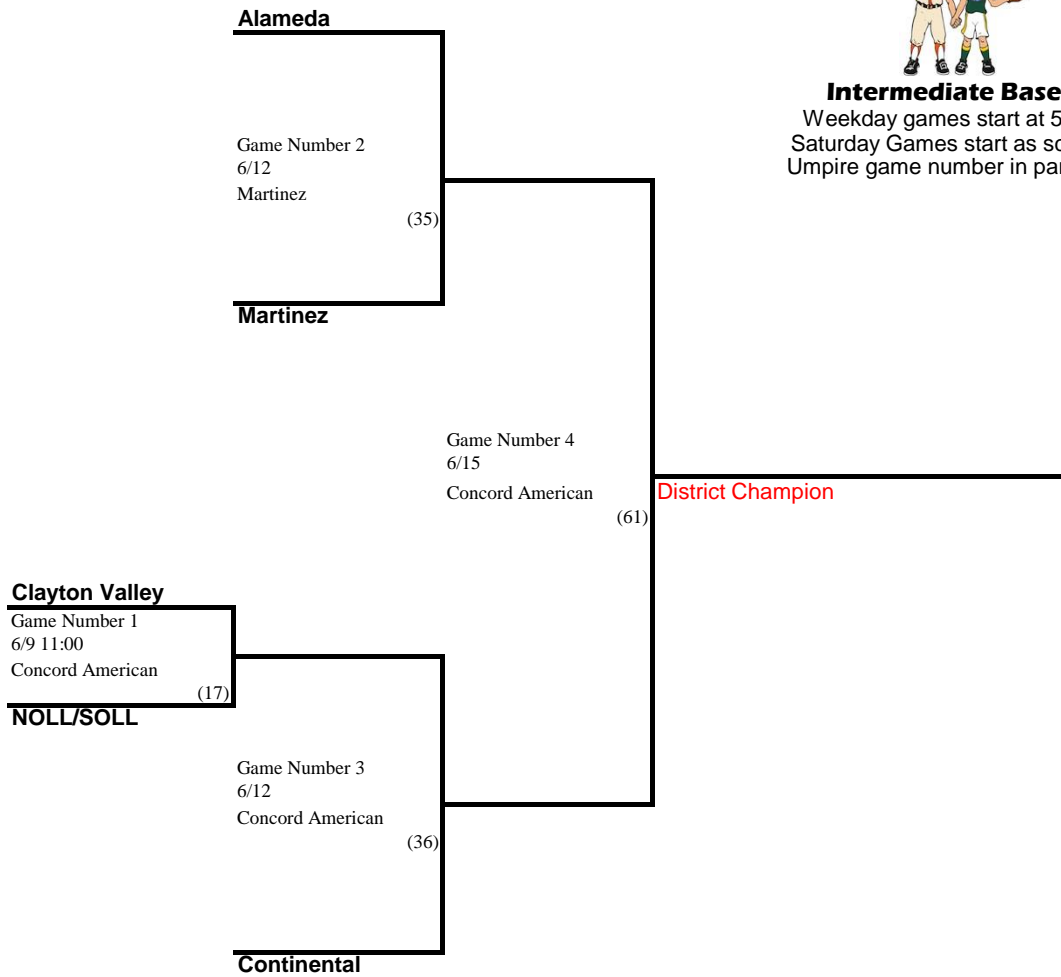 Alameda
Intermediate Base
Weekday games start at 5
Saturday Games start as
Umpire game number in
Game Number 2
6/12
Martinez
(35)
Martinez
Game Number 4
6/15
Concord American
(61)
District Champion
Clayton Valley
Game Number 1
6/9 11:00
Concord American
(17)
NOLL/SOLL
Game Number 3
6/12
Concord American
(36)
Continental